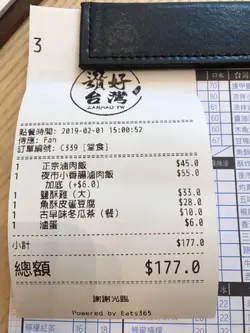 3
讚好
台灣
ZANHAO TW
點餐時間: 2019-02-01 15:00:52
侍應: Fan
訂單編號: C339 [堂食]
1 正宗滷肉飯 $45.0
1 夜市小香腸滷肉飯 $55.0
加底 (+$6.0)
1 鹽酥雞 (大) $33.0
1 魚酥皮蛋豆腐 $28.0
1 古早味冬瓜茶 (餐) $10.0
1 滷蛋 $6.0
小計 $177.0
總額 $177.0
謝謝光臨
Powered by Eats365